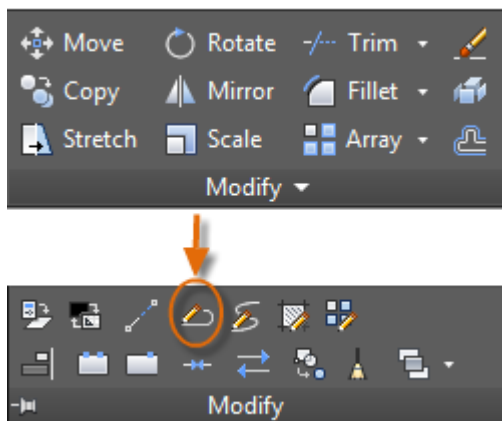 Move Rotate Trim
Copy Mirror Fillet
Stretch Scale Array
Modify
Modify